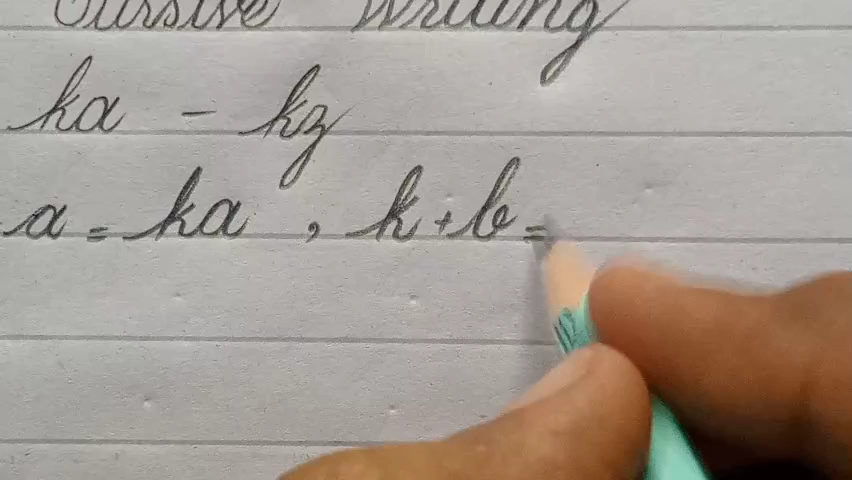 Cursive Writing
ka - kz
a = ka , k + b =